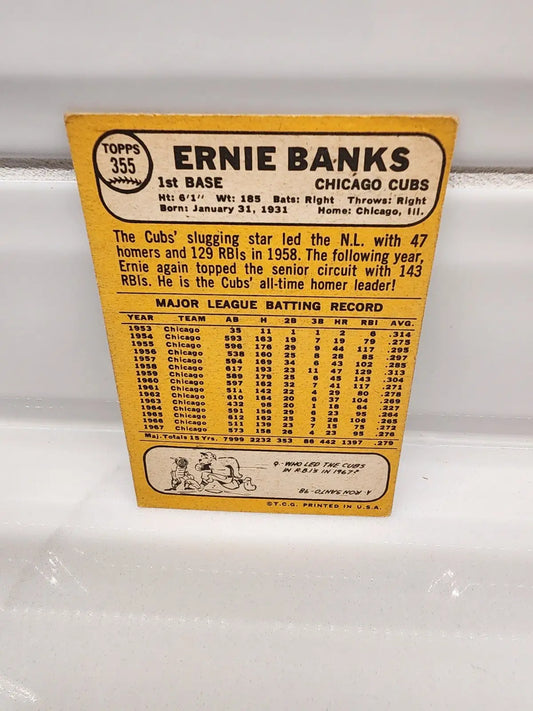 TOPPS
355
ERNIE BANKS
1st BASE CHICAGO CUBS
Ht: 6'1" Wt: 185 Bats: Right Throws: Right
Born: January 31, 1931 Home: Chicago, Ill.
The Cubs' slugging star led the N.L. with 47
homers and 129 RBIs in 1958. The following year,
Ernie again topped the senior circuit with 143
RBIs. He is the Cubs' all-time homer leader!
MAJOR LEAGUE BATTING RECORD
YEAR TEAM AB H 2B 3B HR RBI AVG.
1953 Chicago 35 11 1 1 2 6 .314
1954 Chicago 593 163 19 7 19 79 .275
1955 Chicago 596 176 29 9 44 117 .295
1956 Chicago 538 160 25 8 28 85 .297
1957 Chicago 594 169 34 6 43 102 .285
1958 Chicago 617 193 23 11 47 129 .313
1959 Chicago 589 179 25 6 45 143 .304
1960 Chicago 597 162 32 7 41 117 .271
1961 Chicago 511 142 22 4 29 80 .278
1962 Chicago 610 164 20 6 37 104 .269
1963 Chicago 432 98 20 1 18 64 .227
1964 Chicago 591 156 29 6 23 95 .264
1965 Chicago 612 162 25 3 28 106 .265
1966 Chicago 511 139 23 7 15 75 .272
1967 Chicago 573 158 26 4 23 95 .276
Maj. Totals 15 Yrs. 7999 2232 353 86 442 1397 .279
Q-WHO LED THE CUBS
IN R.B.I.'S IN 1967?
A. RON SANTO-98
©T.C.G. PRINTED IN U.S.A.